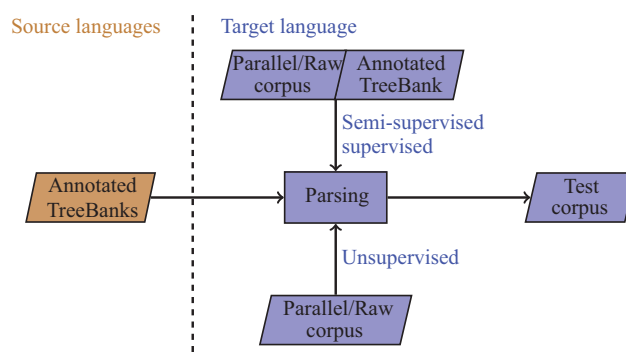 Source languages
Target language
Parallel/Raw
corpus
Annotated
TreeBank
Semi-supervised
supervised
Annotated
TreeBanks
Parsing
Test
corpus
Unsupervised
Parallel/Raw
corpus